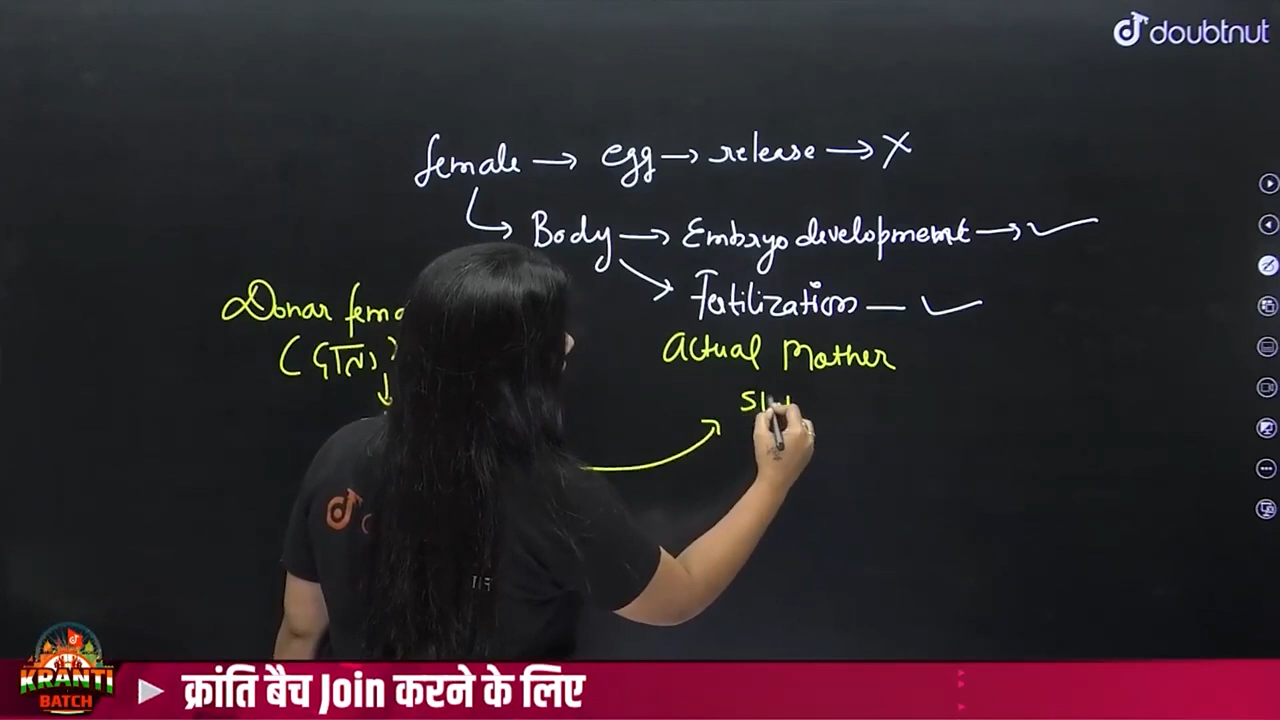 doubtnut
female → egg → release → X
Body → Embryo development → ✓
Fertilization — ✓
Donar fema
Actual Mother
KRANTI
BATCH
क्रांति बैच Join करने के लिए